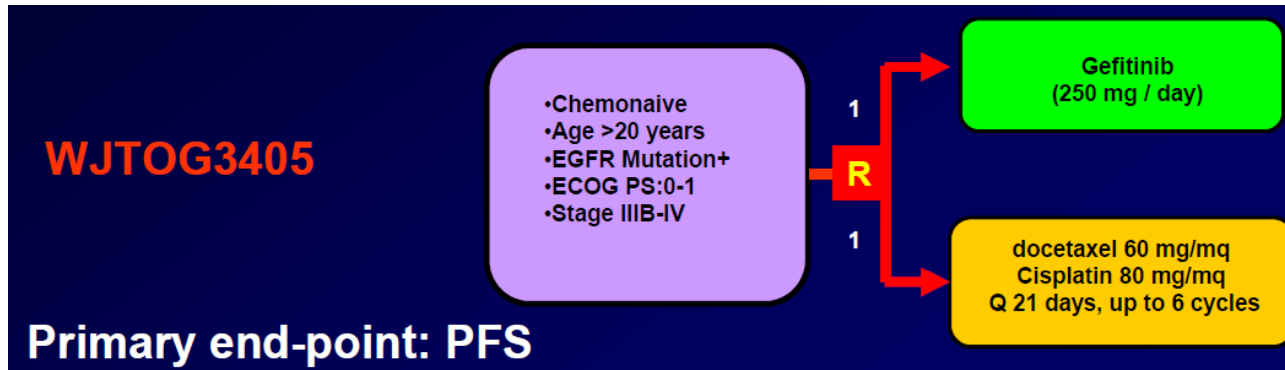 WJTOG3405
•Chemonaive
•Age >20 years
•EGFR Mutation+
•ECOG PS:0-1
•Stage IIIB-IV
1
R
1
Gefitinib
(250 mg / day)
docetaxel 60 mg/mq
Cisplatin 80 mg/mq
Q 21 days, up to 6 cycles
Primary end-point: PFS